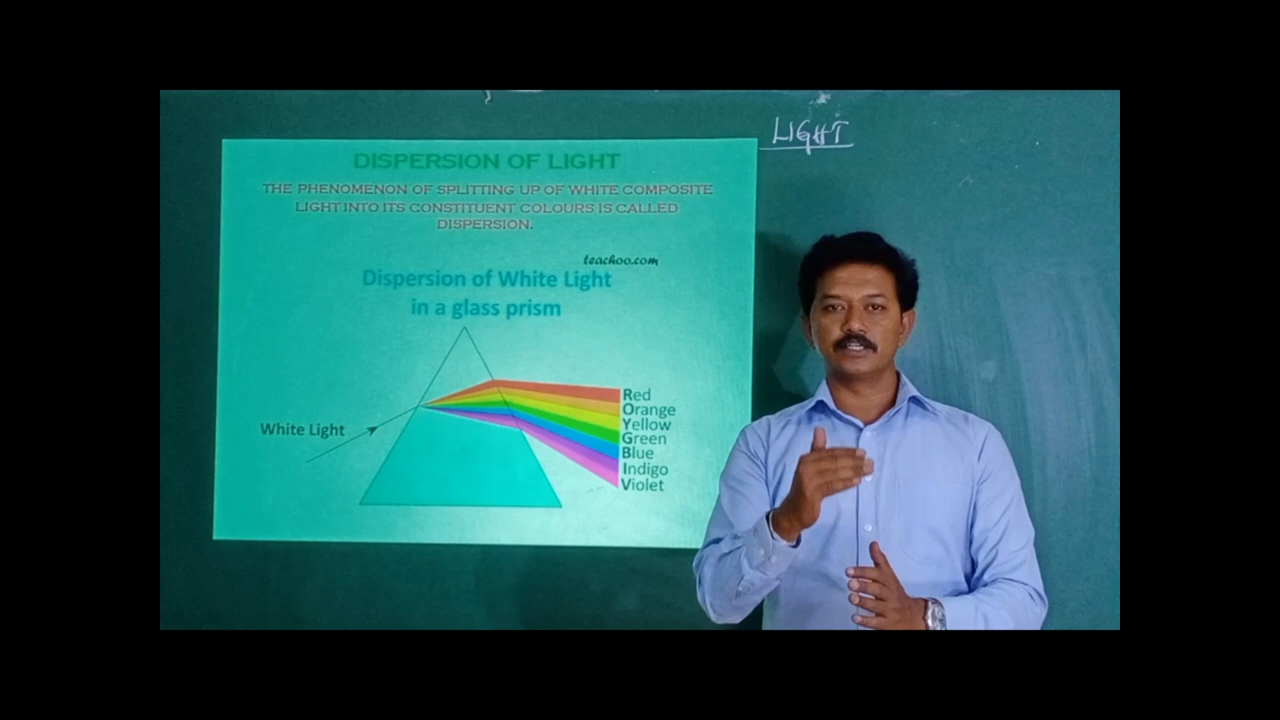 LIGHT
DISPERSION OF LIGHT
THE PHENOMENON OF SPLITTING UP OF WHITE COMPOSITE
LIGHT INTO ITS CONSTITUENT COLOURS IS CALLED
DISPERSION.
teachoo.com
Dispersion of White Light
in a glass prism
White Light
Red
Orange
Yellow
Green
Blue
Indigo
Violet